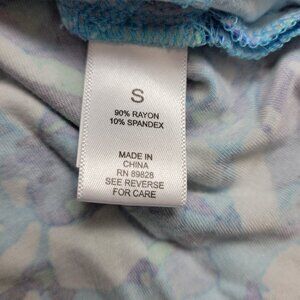 S
90% RAYON
10% SPANDEX
MADE IN
CHINA
RN 89828
SEE REVERSE
FOR CARE